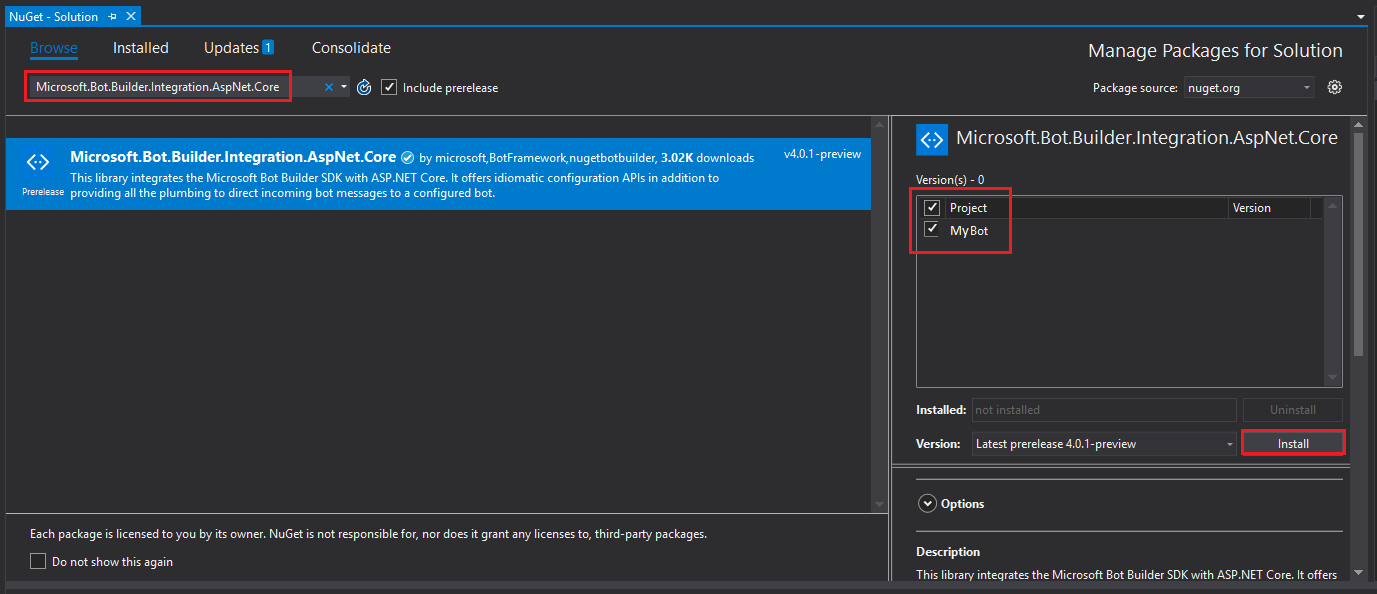 NuGet - Solution
Browse Installed Updates 1 Consolidate
Manage Packages for Solution
Microsoft.Bot.Builder.Integration.AspNet.Core
Include prerelease
Package source: nuget.org
Microsoft.Bot.Builder.Integration.AspNet.Core by microsoft,BotFramework,nugetbotbuilder, 3.02K downloads
v4.0.1-preview
Prerelease
This library integrates the Microsoft Bot Builder SDK with ASP.NET Core. It offers idiomatic configuration APIs in addition to
providing all the plumbing to direct incoming bot messages to a configured bot.
Each package is licensed to you by its owner. NuGet is not responsible for, nor does it grant any licenses to, third-party packages.
Do not show this again
Microsoft.Bot.Builder.Integration.AspNet.Core
Version(s) - 0
Project Version
MyBot
Installed: not installed Uninstall
Version: Latest prerelease 4.0.1-preview Install
Options
Description
This library integrates the Microsoft Bot Builder SDK with ASP.NET Core. It offers